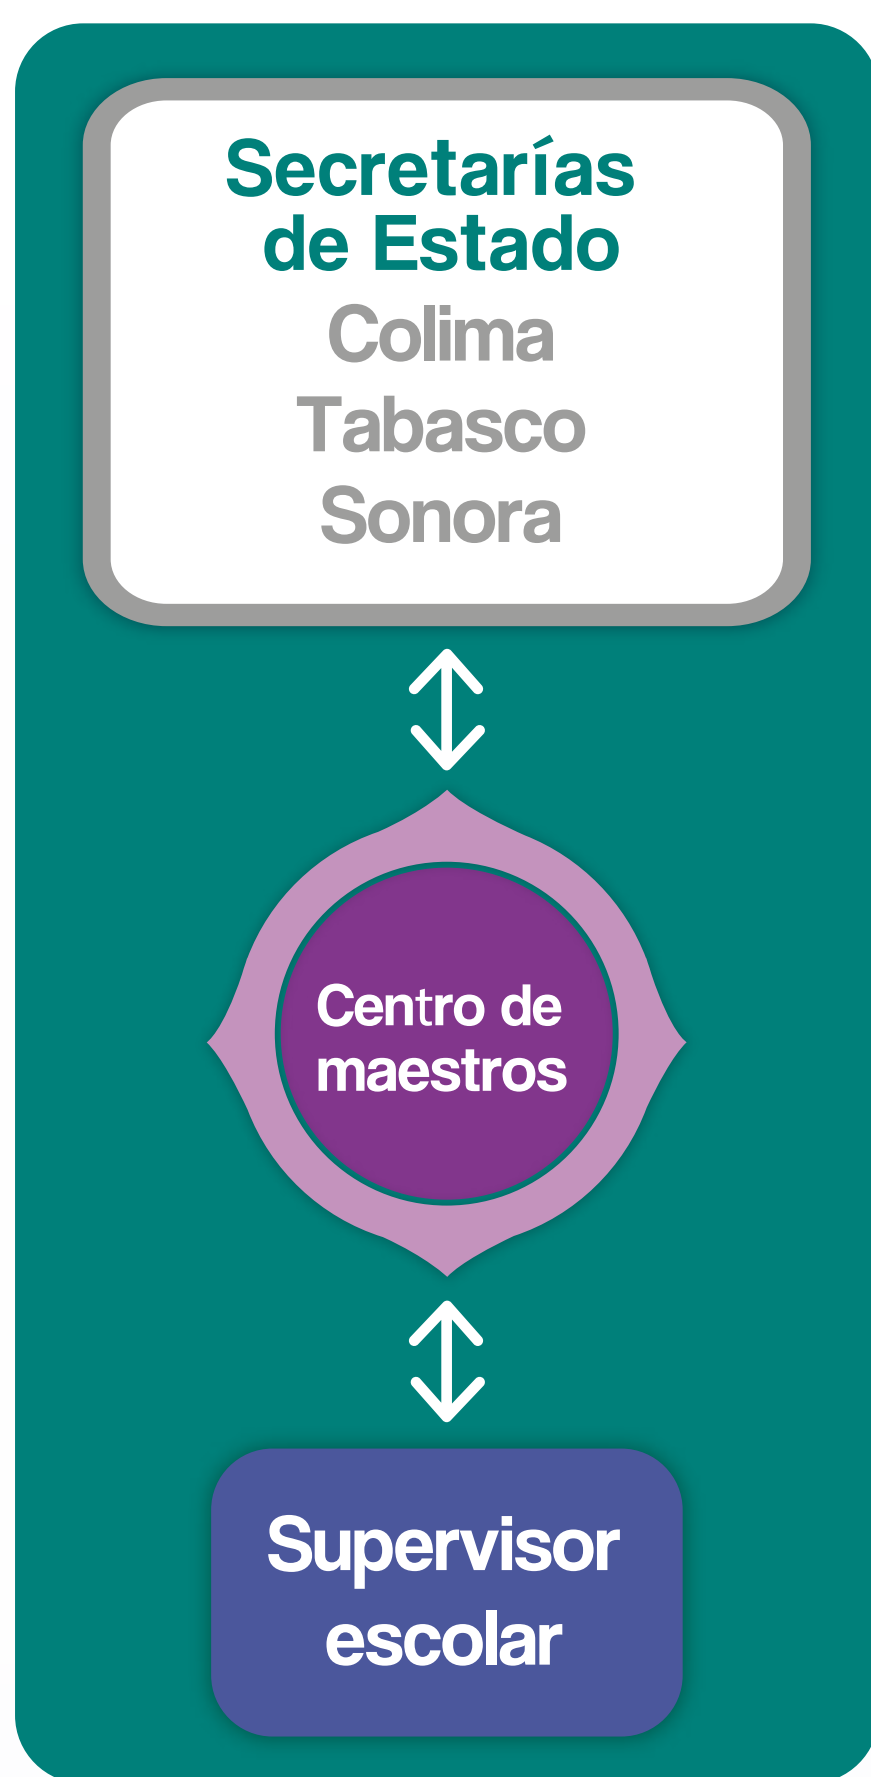 Secretarías
de Estado
Colima
Tabasco
Sonora
Centro de
maestros
Supervisor
escolar